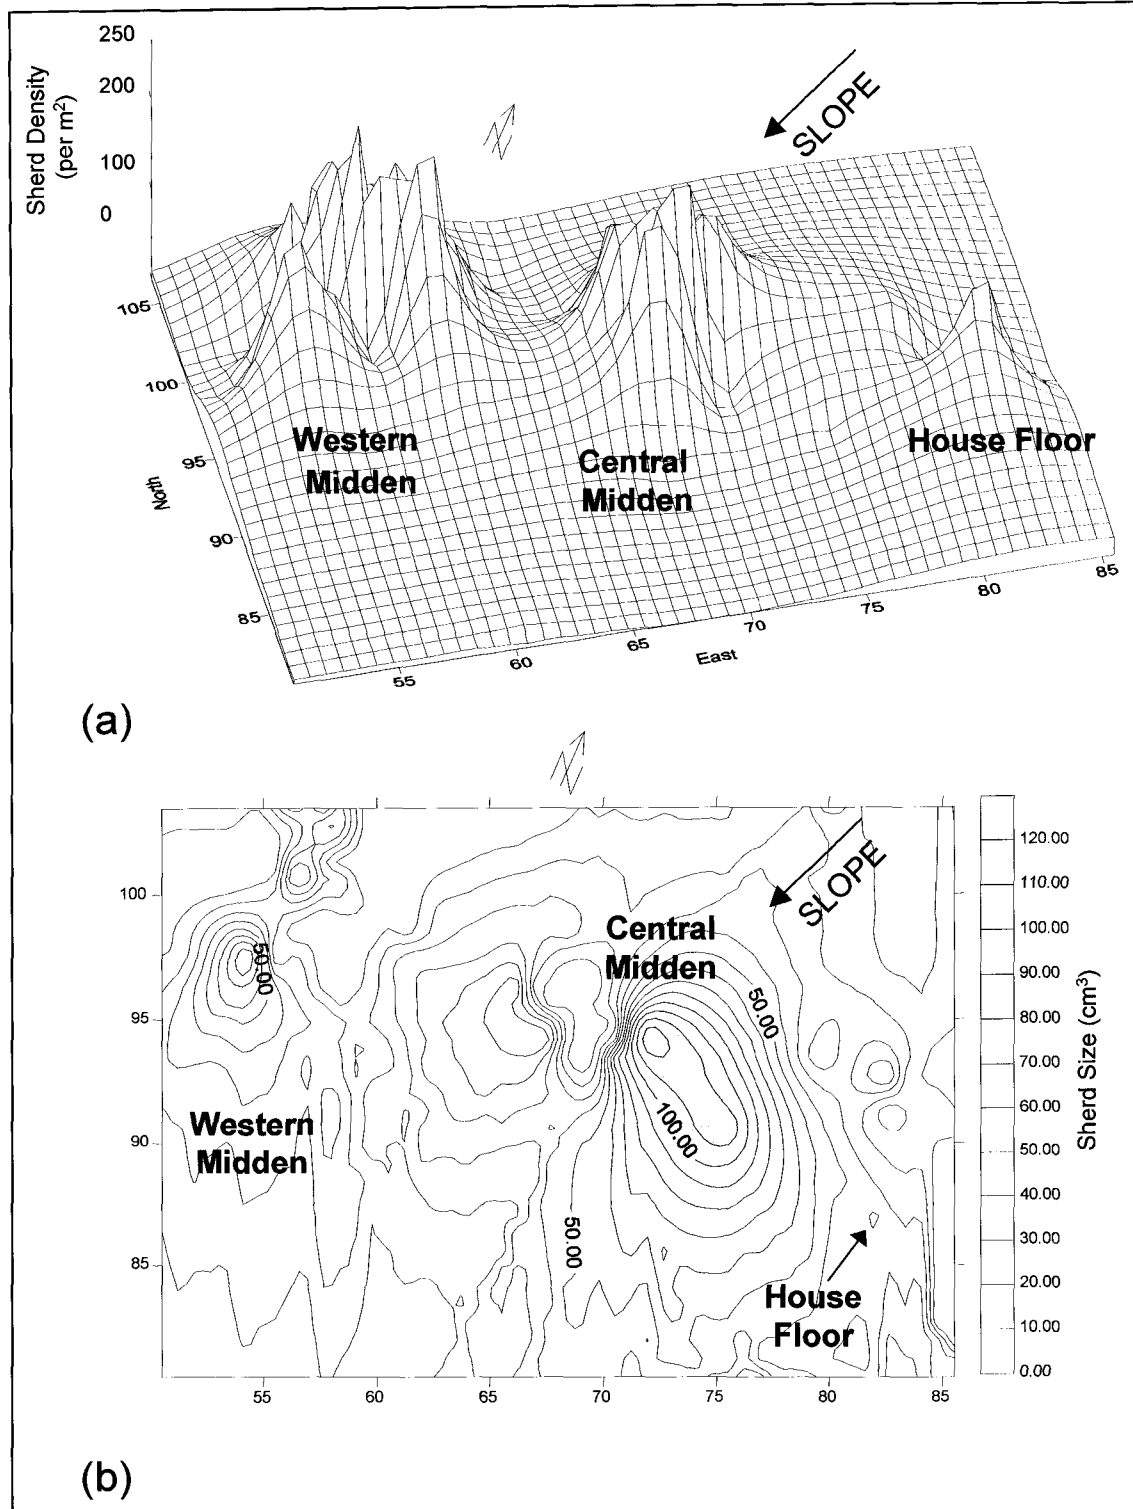 250
200
100
0
Sherd Density
(per m²)
N
SLOPE
105
100
95
90
85
North
Western
Midden
Central
Midden
House Floor
55
60
65
70
75
80
85
East
(a)
N
SLOPE
100
95
90
85
50.00
Central
Midden
50.00
100.00
50.00
Western
Midden
House
Floor
55
60
65
70
75
80
85
120.00
110.00
100.00
90.00
80.00
70.00
60.00
50.00
40.00
30.00
20.00
10.00
0.00
Sherd Size (cm³)
(b)